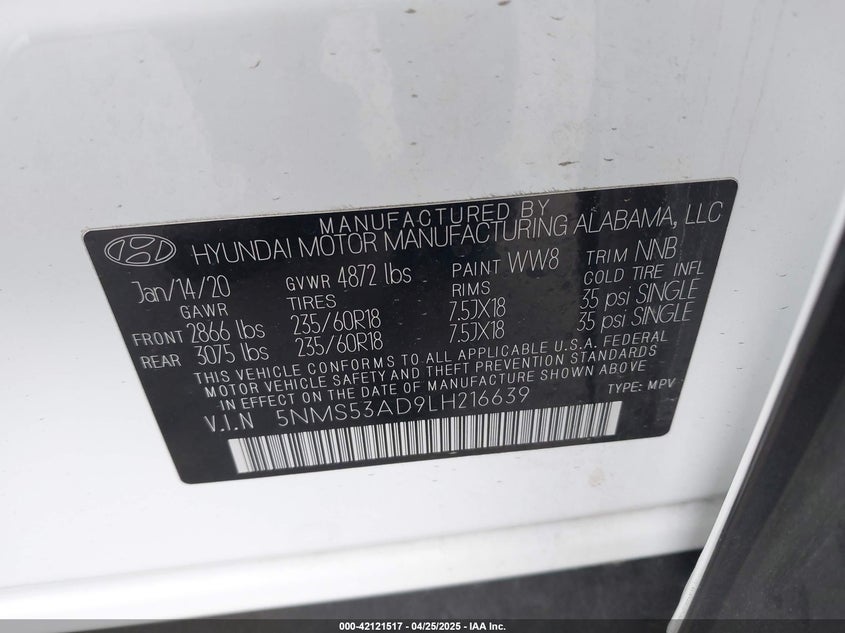 MANUFACTURED BY
HYUNDAI MOTOR MANUFACTURING ALABAMA, LLC
Jan/14/20 GVWR 4872 lbs PAINT WW8 TRIM NNB
GAWR TIRES RIMS COLD TIRE INFL
FRONT 2866 lbs 235/60R18 7.5JX18 35 psi SINGLE
REAR 3075 lbs 235/60R18 7.5JX18 35 psi SINGLE
THIS VEHICLE CONFORMS TO ALL APPLICABLE U.S.A. FEDERAL
MOTOR VEHICLE SAFETY AND THEFT PREVENTION STANDARDS
IN EFFECT ON THE DATE OF MANUFACTURE SHOWN ABOVE
V.I.N 5NMS53AD9LH216639 TYPE: MPV
000-42121517 / 04/25/2025 - IAA Inc.